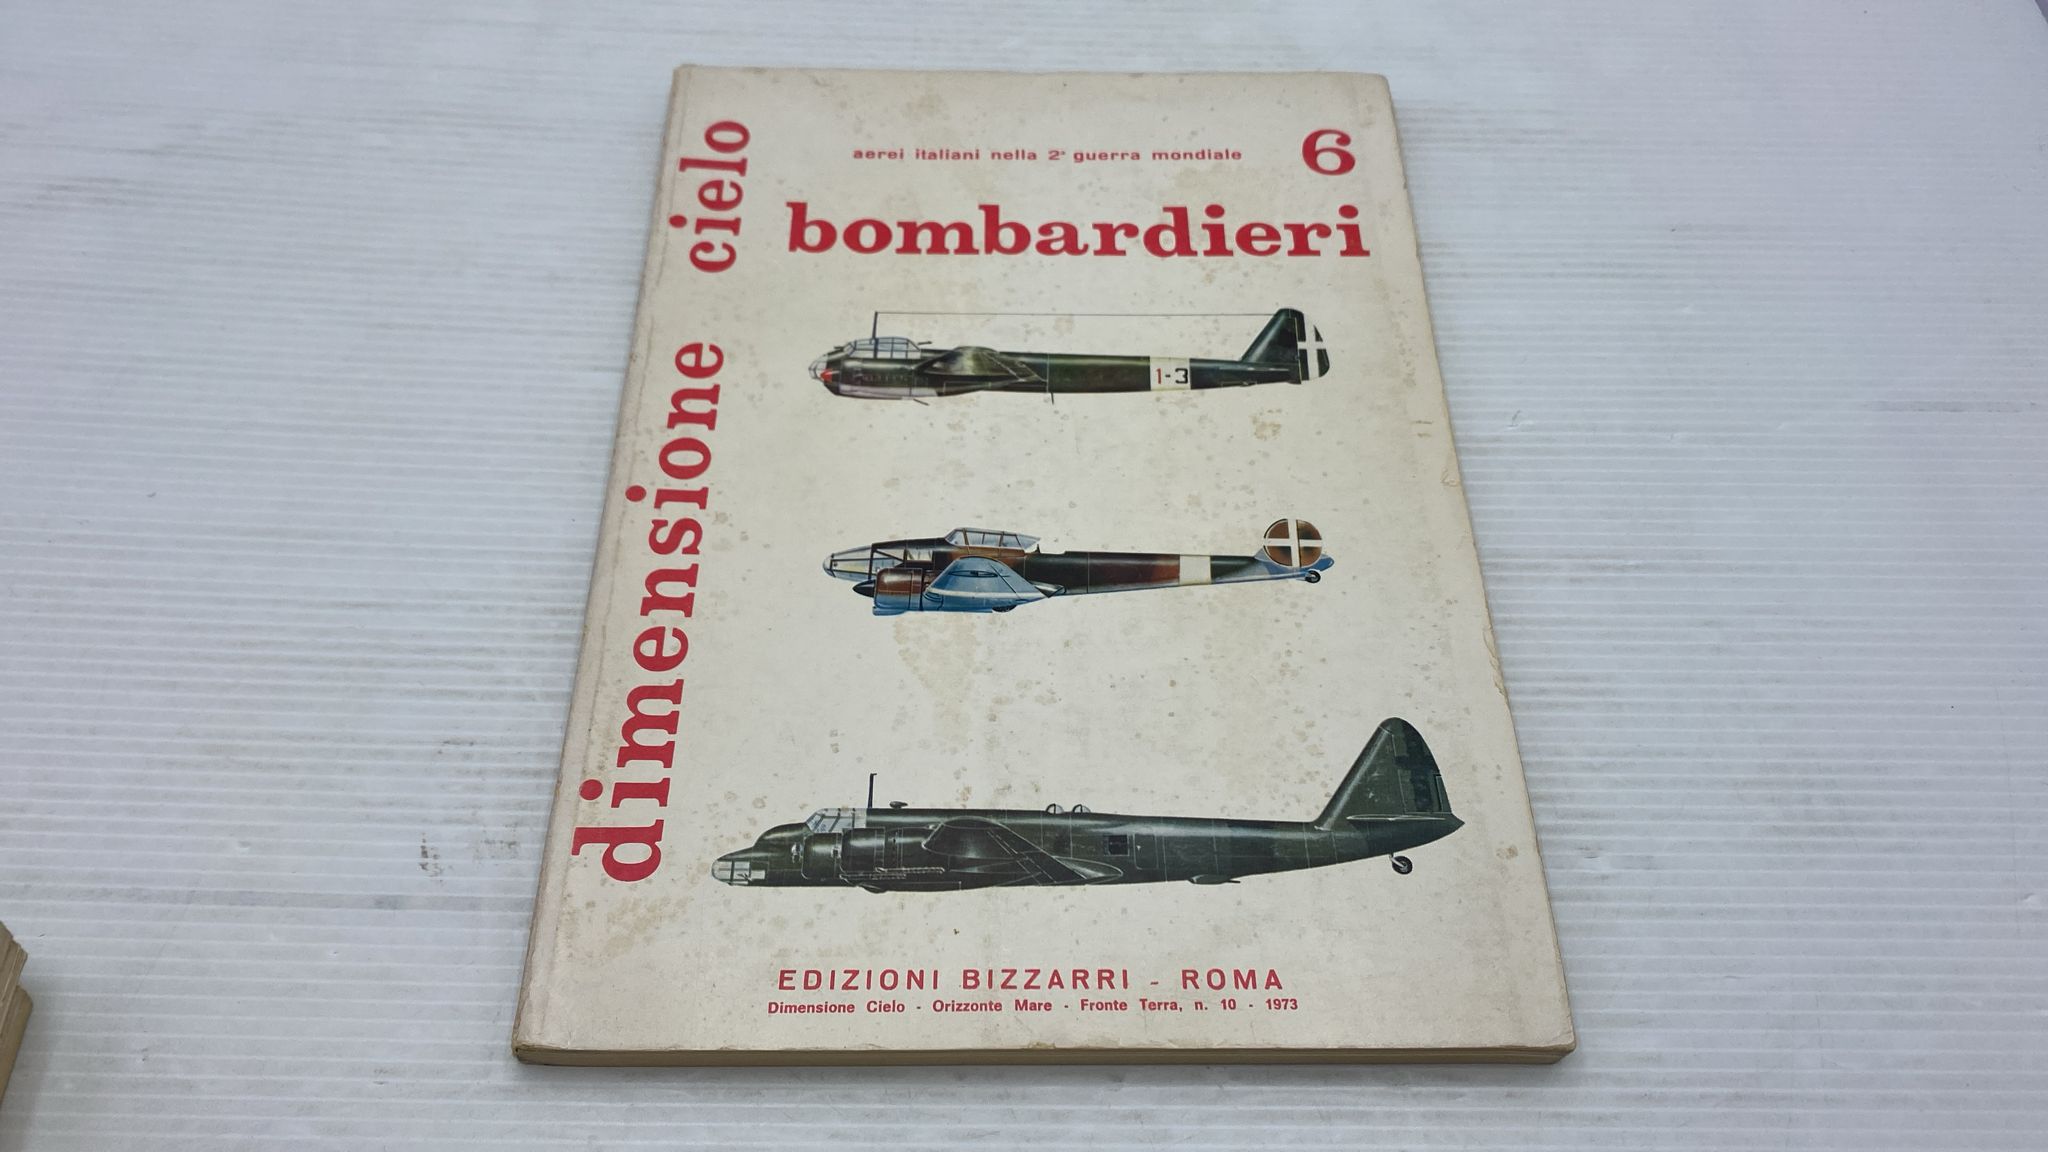 aerei italiani nella 2ª guerra mondiale
6
bombardieri
dimensione cielo
1-3
EDIZIONI BIZZARRI - ROMA
Dimensione Cielo - Orizzonte Mare - Fronte Terra, n. 10 - 1973